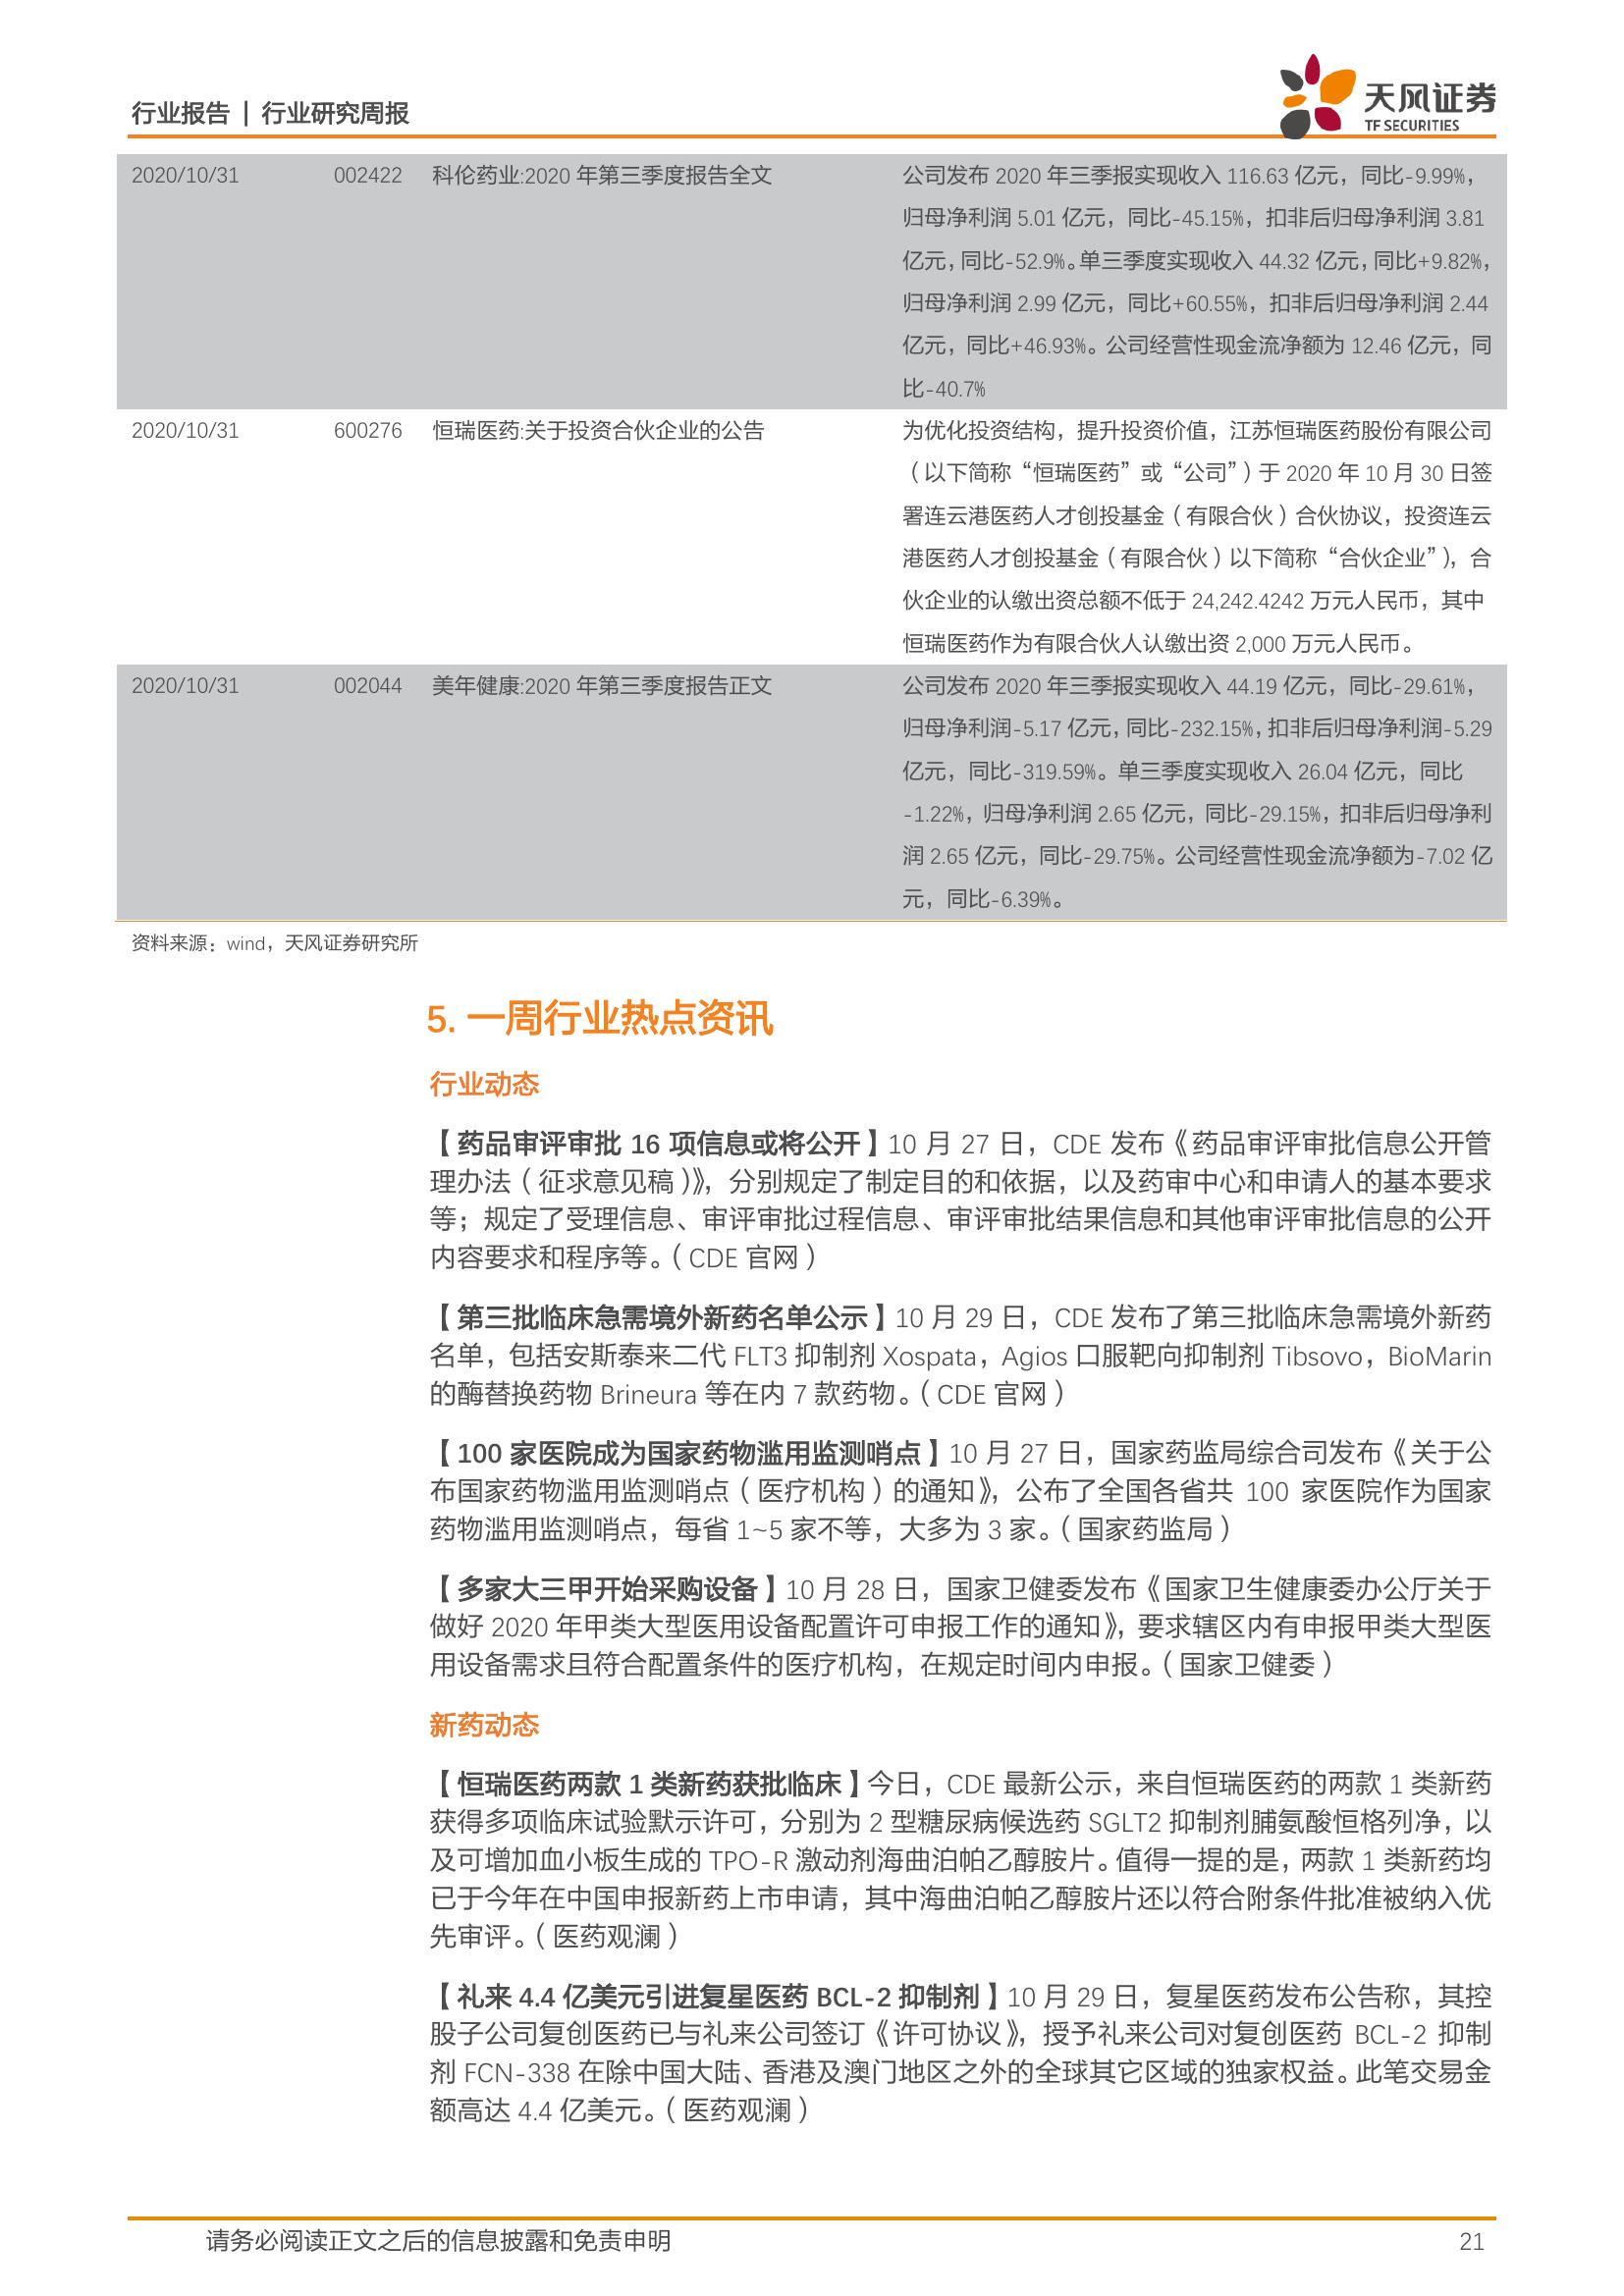 行业报告 | 行业研究周报
天风证券
TF SECURITIES
2020/10/31 002422 科伦药业:2020 年第三季度报告全文 公司发布 2020 年三季报实现收入 116.63 亿元，同比-9.99%，
归母净利润 5.01 亿元，同比-45.15%，扣非后归母净利润 3.81
亿元，同比-52.9%。单三季度实现收入 44.32 亿元，同比+9.82%，
归母净利润 2.99 亿元，同比+60.55%，扣非后归母净利润 2.44
亿元，同比+46.93%。公司经营性现金流净额为 12.46 亿元，同
比-40.7%
2020/10/31 600276 恒瑞医药:关于投资合伙企业的公告 为优化投资结构，提升投资价值，江苏恒瑞医药股份有限公司
（以下简称“恒瑞医药”或“公司”）于 2020 年 10 月 30 日签
署连云港医药人才创投基金（有限合伙）合伙协议，投资连云
港医药人才创投基金（有限合伙）以下简称“合伙企业”），合
伙企业的认缴出资总额不低于 24,242.4242 万元人民币，其中
恒瑞医药作为有限合伙人认缴出资 2,000 万元人民币。
2020/10/31 002044 美年健康:2020 年第三季度报告正文 公司发布 2020 年三季报实现收入 44.19 亿元，同比-29.61%，
归母净利润-5.17 亿元，同比-232.15%，扣非后归母净利润-5.29
亿元，同比-319.59%。单三季度实现收入 26.04 亿元，同比
-1.22%，归母净利润 2.65 亿元，同比-29.15%，扣非后归母净利
润 2.65 亿元，同比-29.75%。公司经营性现金流净额为-7.02 亿
元，同比-6.39%。
资料来源：wind，天风证券研究所
5. 一周行业热点资讯
行业动态
【药品审评审批 16 项信息或将公开】10 月 27 日，CDE 发布《药品审评审批信息公开管
理办法（征求意见稿）》，分别规定了制定目的和依据，以及药审中心和申请人的基本要求
等；规定了受理信息、审评审批过程信息、审评审批结果信息和其他审评审批信息的公开
内容要求和程序等。（CDE 官网）
【第三批临床急需境外新药名单公示】10 月 29 日，CDE 发布了第三批临床急需境外新药
名单，包括安斯泰来二代 FLT3 抑制剂 Xospata，Agios 口服靶向抑制剂 Tibsovo，BioMarin
的酶替换药物 Brineura 等在内 7 款药物。（CDE 官网）
【100 家医院成为国家药物滥用监测哨点】10 月 27 日，国家药监局综合司发布《关于公
布国家药物滥用监测哨点（医疗机构）的通知》，公布了全国各省共 100 家医院作为国家
药物滥用监测哨点，每省 1~5 家不等，大多为 3 家。（国家药监局）
【多家大三甲开始采购设备】10 月 28 日，国家卫健委发布《国家卫生健康委办公厅关于
做好 2020 年甲类大型医用设备配置许可申报工作的通知》，要求辖区内有申报甲类大型医
用设备需求且符合配置条件的医疗机构，在规定时间内申报。（国家卫健委）
新药动态
【恒瑞医药两款 1 类新药获批临床】今日，CDE 最新公示，来自恒瑞医药的两款 1 类新药
获得多项临床试验默示许可，分别为 2 型糖尿病候选药 SGLT2 抑制剂脯氨酸恒格列净，以
及可增加血小板生成的 TPO-R 激动剂海曲泊帕乙醇胺片。值得一提的是，两款 1 类新药均
已于今年在中国申报新药上市申请，其中海曲泊帕乙醇胺片还以符合附条件批准被纳入优
先审评。（医药观澜）
【礼来 4.4 亿美元引进复星医药 BCL-2 抑制剂】10 月 29 日，复星医药发布公告称，其控
股子公司复创医药已与礼来公司签订《许可协议》，授予礼来公司对复创医药 BCL-2 抑制
剂 FCN-338 在除中国大陆、香港及澳门地区之外的全球其它区域的独家权益。此笔交易金
额高达 4.4 亿美元。（医药观澜）
请务必阅读正文之后的信息披露和免责申明 21